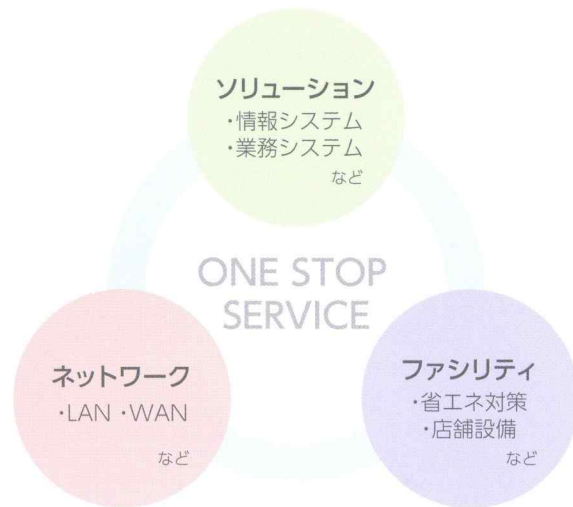 ソリューション
・情報システム
・業務システム
など
ONE STOP
SERVICE
ネットワーク
・LAN ・WAN
など
ファシリティ
・省エネ対策
・店舗設備
など